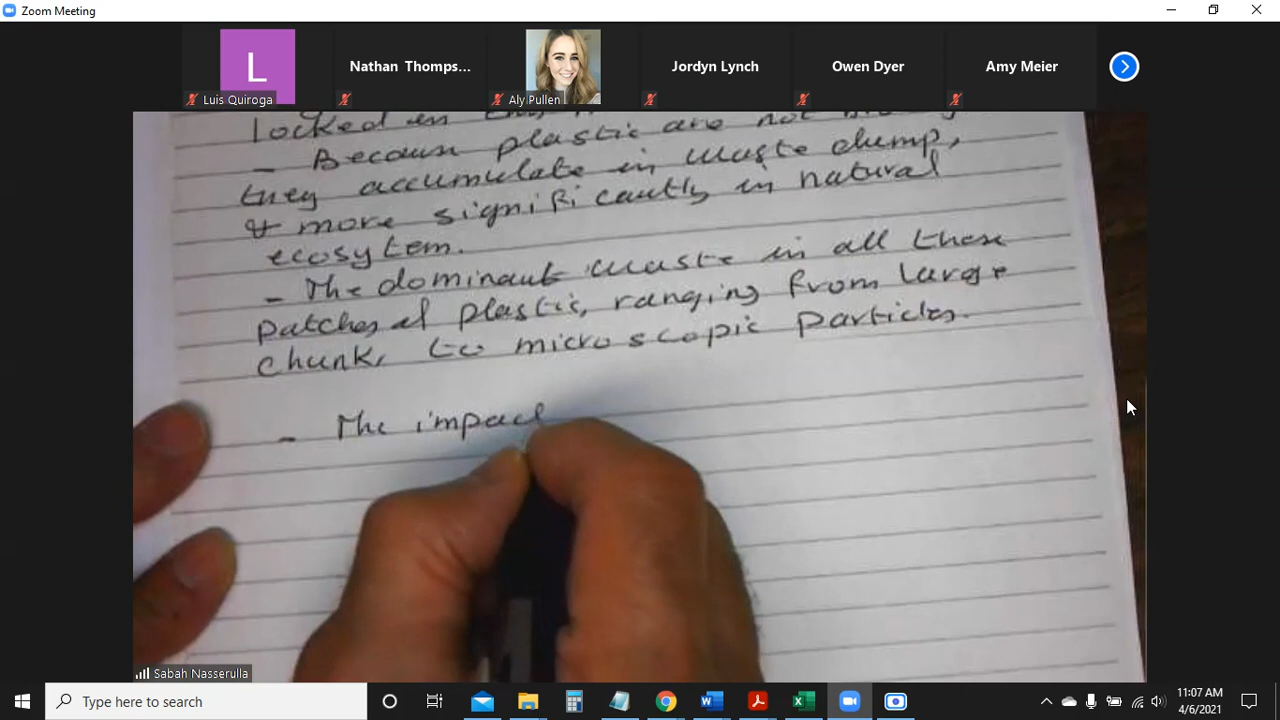 Zoom Meeting
L
Luis Quiroga
Nathan Thomps...
Aly Pullen
Jordyn Lynch
Owen Dyer
Amy Meier
locked in
- Because plastic are not
they accumulate in waste dump,
& more significantly in natural
ecosytem.
- The dominant waste in all these
patches of plastic, ranging from large
chunks to microscopic particles.
- The impact
Sabah Nasserulla
Type here to search
11:07 AM
4/6/2021